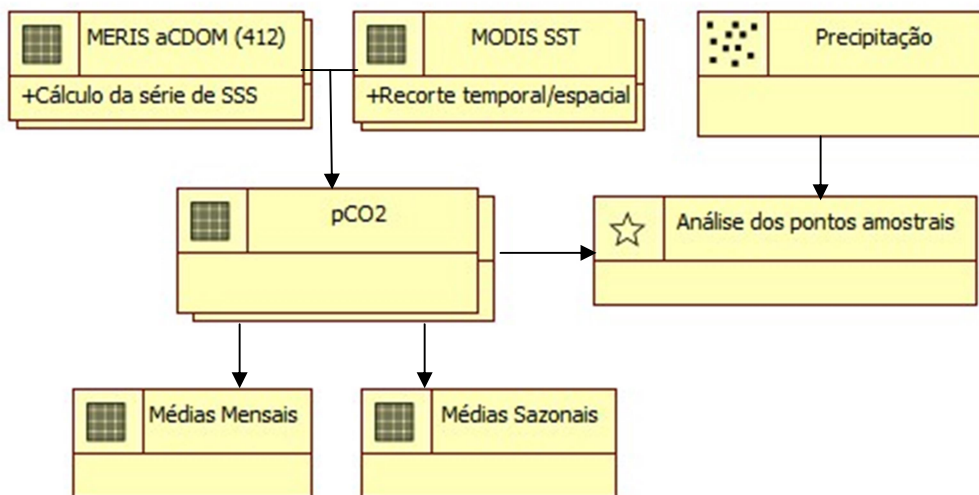 MERIS aCDOM (412)
+Cálculo da série de SSS
MODIS SST
+Recorte temporal/espacial
Precipitação
pCO2
Análise dos pontos amostrais
Médias Mensais
Médias Sazonais